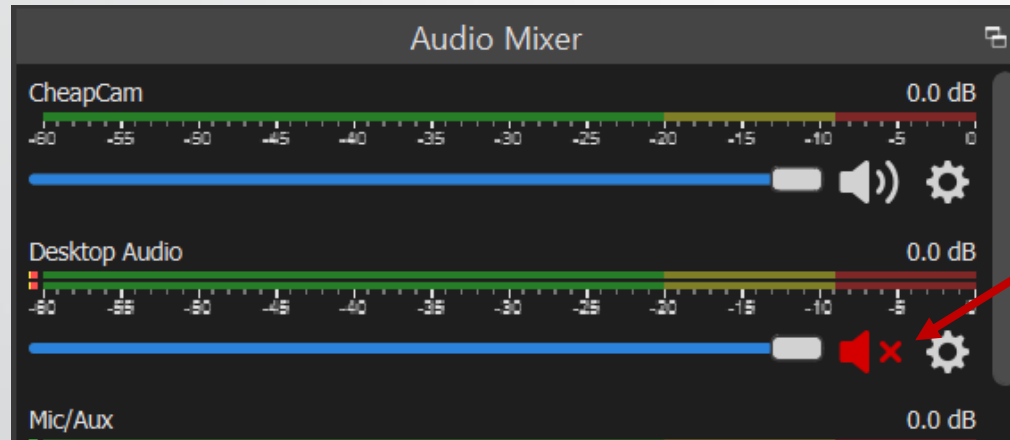 Audio Mixer
CheapCam 0.0 dB
-60 -55 -50 -45 -40 -35 -30 -25 -20 -15 -10 -5 0
Desktop Audio 0.0 dB
-60 -55 -50 -45 -40 -35 -30 -25 -20 -15 -10 -5
Mic/Aux 0.0 dB